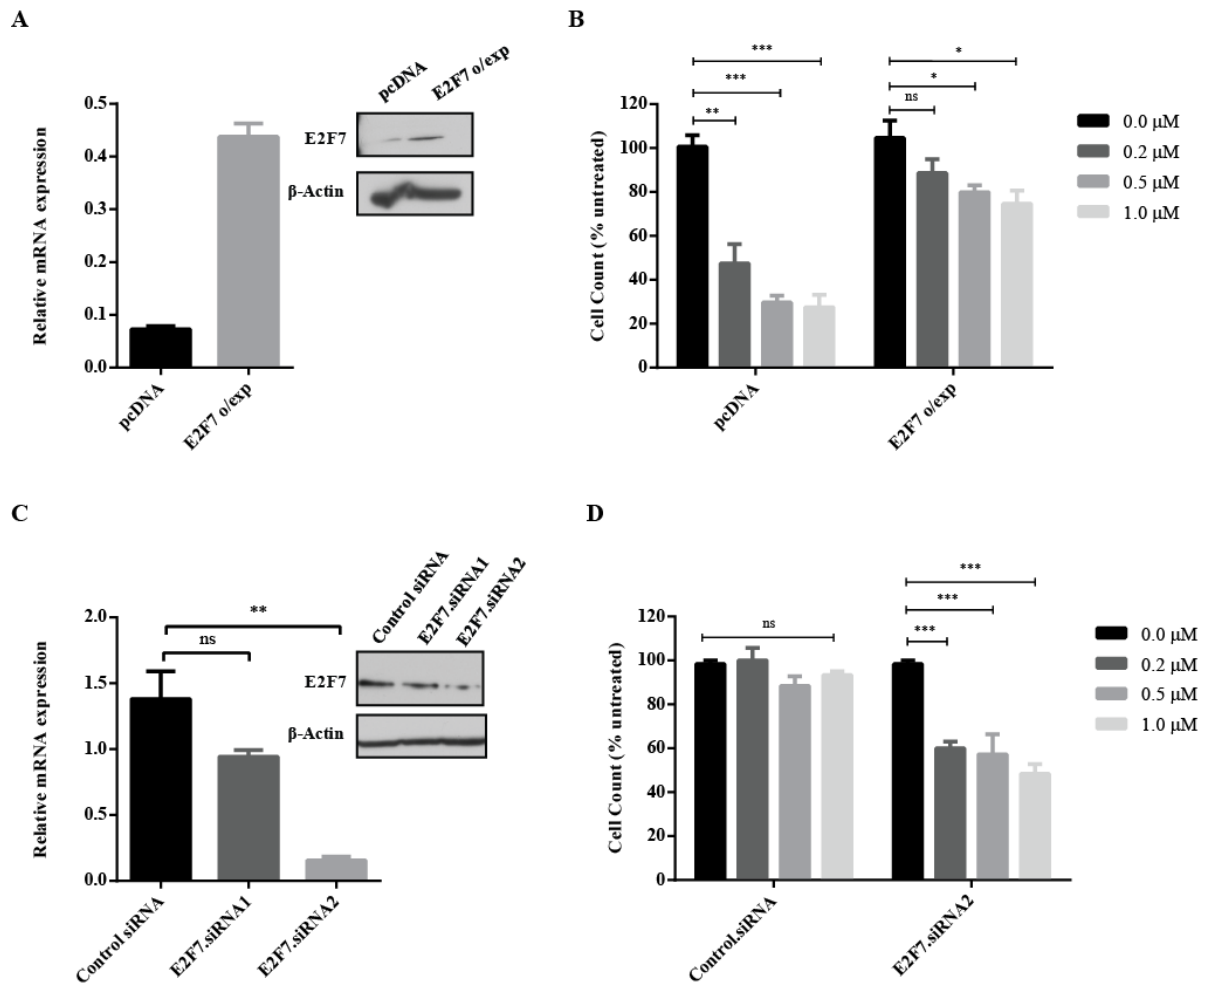 A
pcDNA
E2F7 o/exp
E2F7
β-Actin
Relative mRNA expression
0.5
0.4
0.3
0.2
0.1
0.0
pcDNA
E2F7 o/exp
B
***
***
**
*
*
ns
Cell Count (% untreated)
120
100
80
60
40
20
0
pcDNA
E2F7 o/exp
0.0 μM
0.2 μM
0.5 μM
1.0 μM
C
Control siRNA
E2F7.siRNA1
E2F7.siRNA2
E2F7
β-Actin
**
ns
Relative mRNA expression
2.0
1.5
1.0
0.5
0.0
Control siRNA
E2F7.siRNA1
E2F7.siRNA2
D
ns
***
***
***
Cell Count (% untreated)
120
100
80
60
40
20
0
Control.siRNA
E2F7.siRNA2
0.0 μM
0.2 μM
0.5 μM
1.0 μM